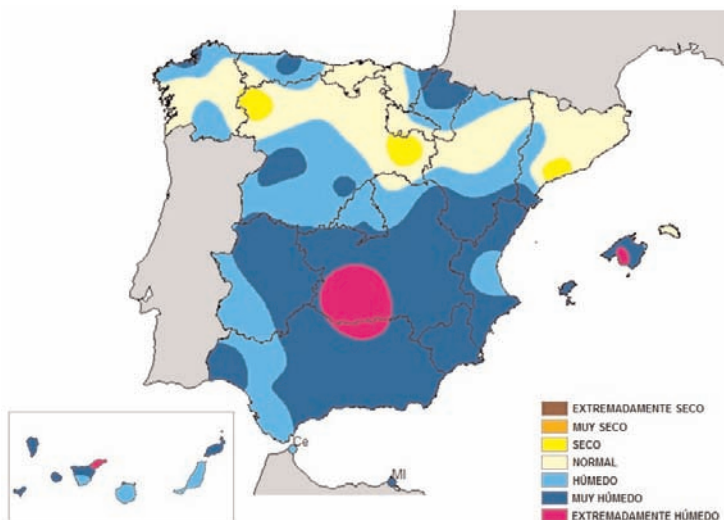 Ce
Ml
EXTREMADAMENTE SECO
MUY SECO
SECO
NORMAL
HÚMEDO
MUY HÚMEDO
EXTREMADAMENTE HÚMEDO